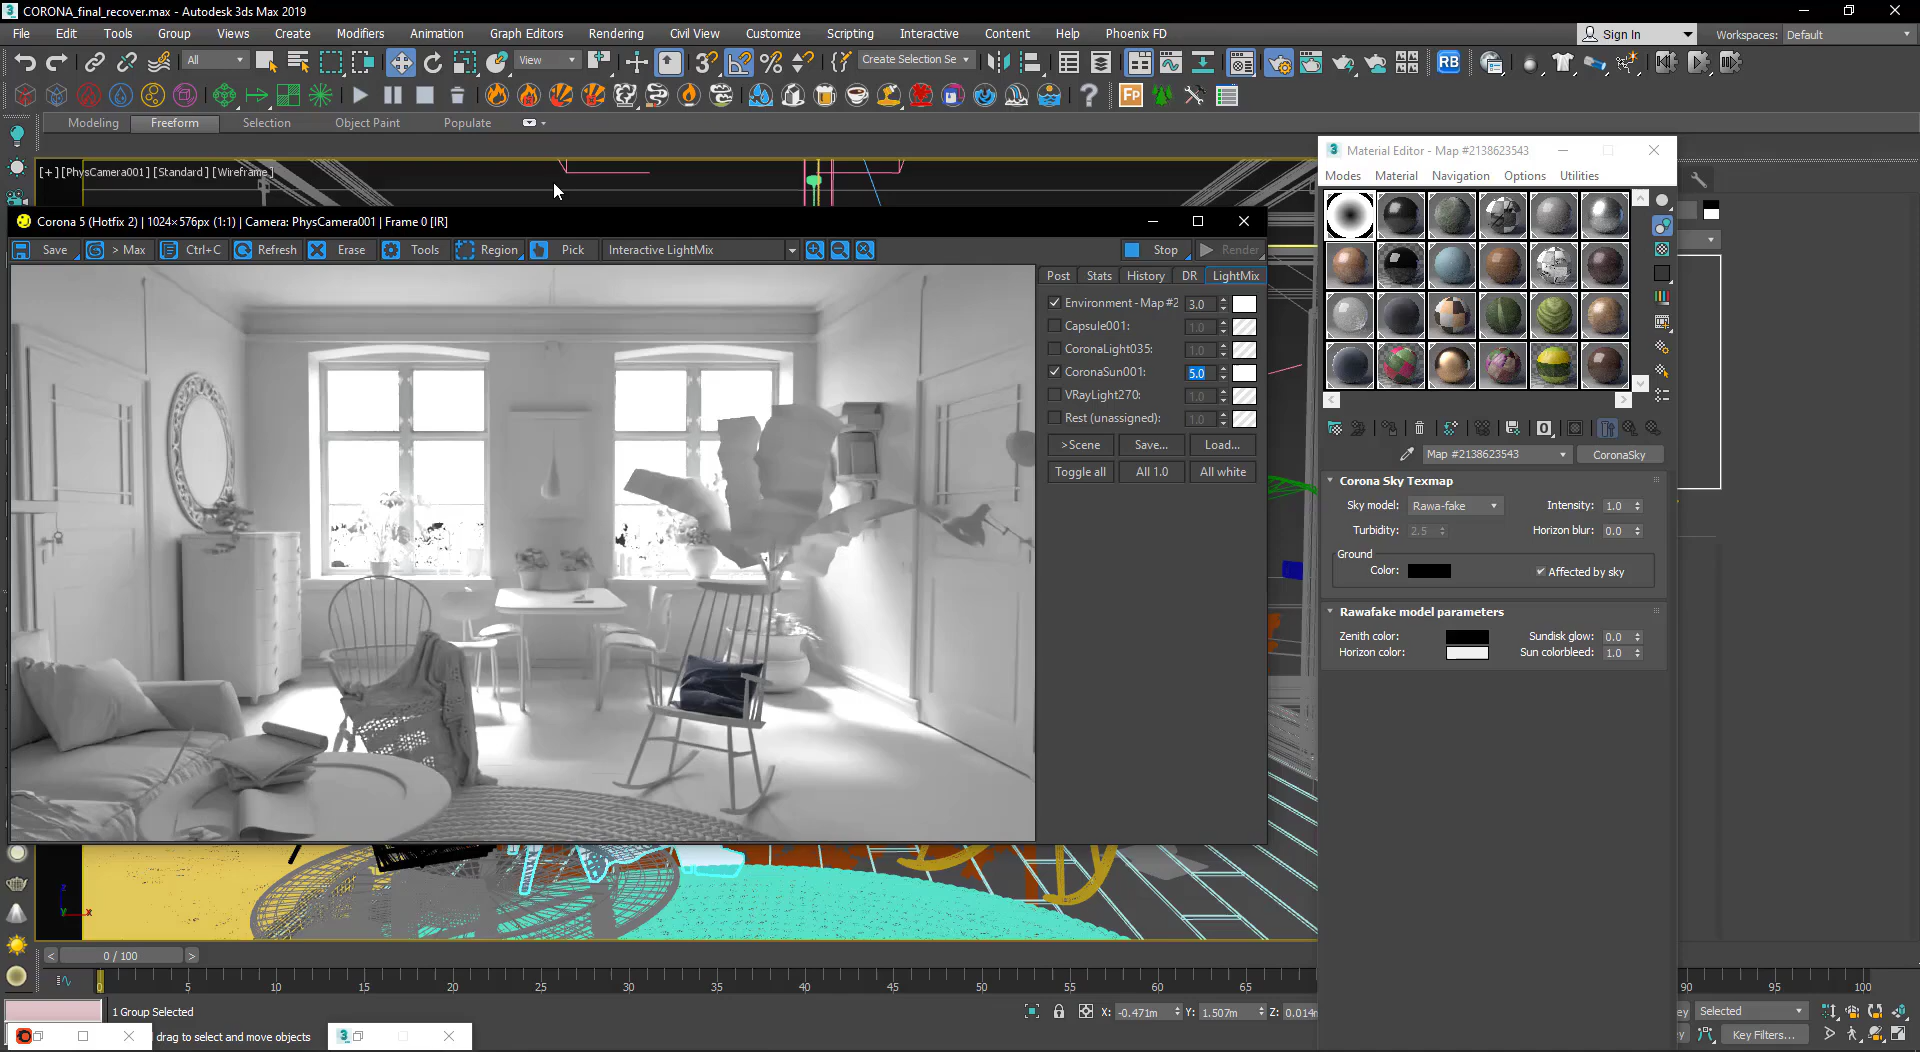 CORONA_final_recover.max - Autodesk 3ds Max 2019
File Edit Tools Group Views Create Modifiers Animation Graph Editors Rendering Civil View Customize Scripting Interactive Content Help Phoenix FD
Sign In
Workspaces: Default
All
View
Create Selection Se
RB
Fp
Modeling Freeform Selection Object Paint Populate
[+] [PhysCamera001] [Standard] [Wireframe]
Corona 5 (Hotfix 2) | 1024×576px (1:1) | Camera: PhysCamera001 | Frame 0 [IR]
Save > Max Ctrl+C Refresh Erase Tools Region Pick Interactive LightMix Stop Render
Post Stats History DR LightMix
Environment - Map #2 3.0
Capsule001: 1.0
CoronaLight035: 1.0
CoronaSun001: 5.0
VRayLight270: 1.0
Rest (unassigned): 1.0
>Scene Save... Load...
Toggle all All 1.0 All white
Material Editor - Map #2138623543
Modes Material Navigation Options Utilities
Map #2138623543 CoronaSky
Corona Sky Texmap
Sky model: Rawa-fake Intensity: 1.0
Turbidity: 2.5 Horizon blur: 0.0
Ground
Color: Affected by sky
Rawafake model parameters
Zenith color: Sundisk glow: 0.0
Horizon color: Sun colorbleed: 1.0
z
y x
< 0 / 100 >
0 5 10 15 20 25 30 35 40 45 50 55 60 65 90 95 100
1 Group Selected
X: -0.471m Y: 1.507m Z: 0.014m
ey Selected
drag to select and move objects
Key Filters...